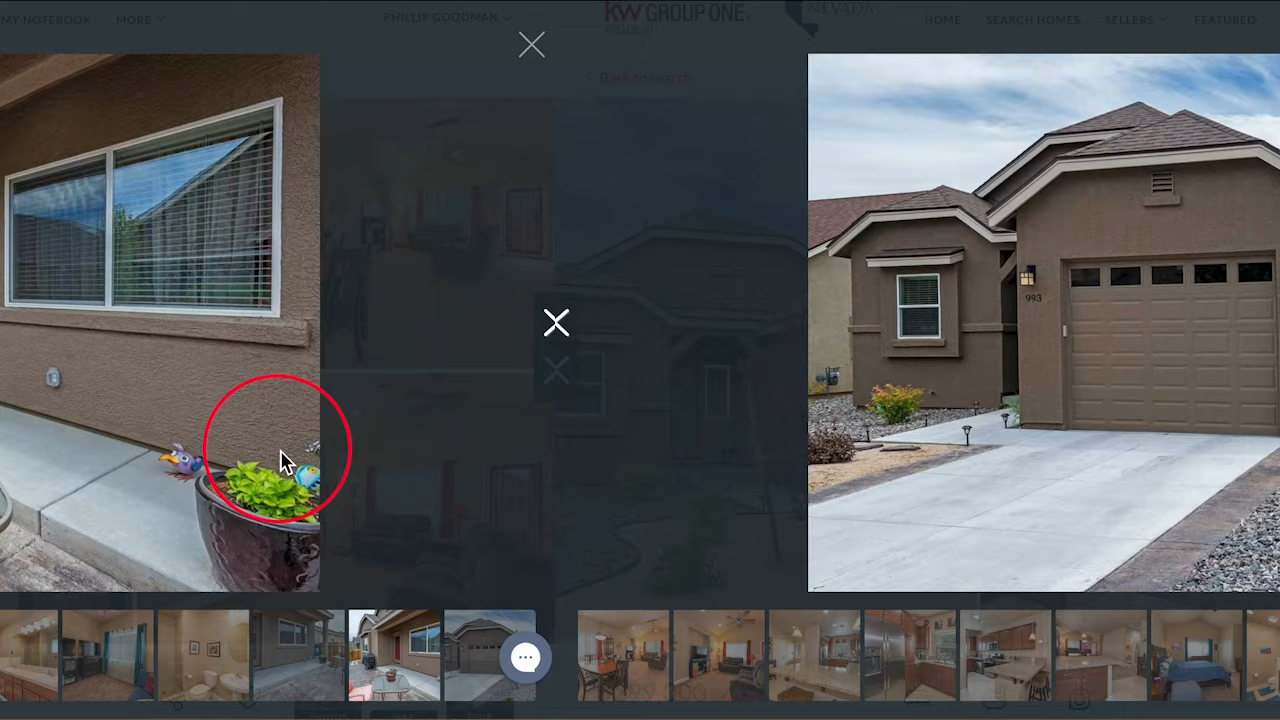 MY NOTEBOOK
MORE
PHILLIP GOODMAN
kw GROUP ONE
NEVADA
HOME
SEARCH HOMES
SELLERS
FEATURED
Back to search
993